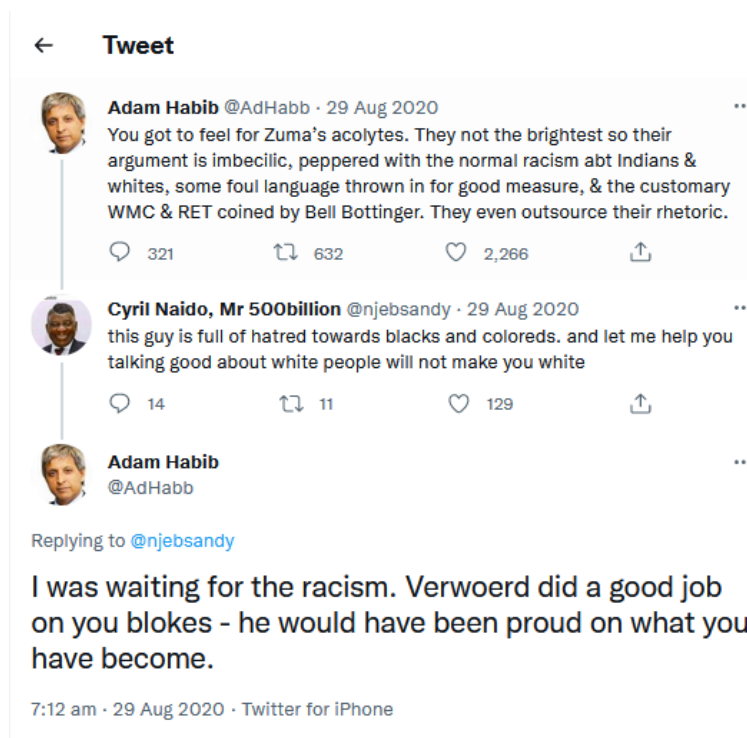 Tweet
Adam Habib @AdHabb · 29 Aug 2020
You got to feel for Zuma's acolytes. They not the brightest so their
argument is imbecilic, peppered with the normal racism abt Indians &
whites, some foul language thrown in for good measure, & the customary
WMC & RET coined by Bell Bottinger. They even outsource their rhetoric.
321 632 2,266
Cyril Naido, Mr 500billion @njebsandy · 29 Aug 2020
this guy is full of hatred towards blacks and coloreds. and let me help you
talking good about white people will not make you white
14 11 129
Adam Habib
@AdHabb
Replying to @njebsandy
I was waiting for the racism. Verwoerd did a good job
on you blokes - he would have been proud on what you
have become.
7:12 am · 29 Aug 2020 · Twitter for iPhone